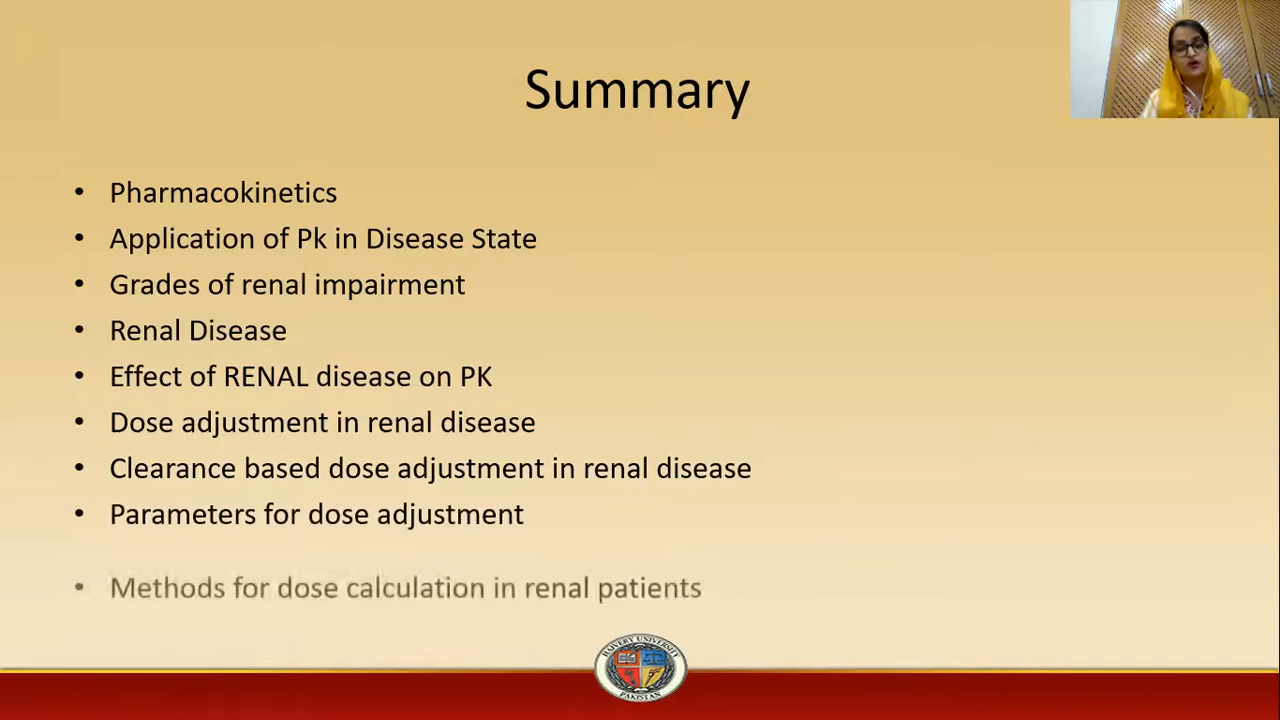 Summary
• Pharmacokinetics
• Application of Pk in Disease State
• Grades of renal impairment
• Renal Disease
• Effect of RENAL disease on PK
• Dose adjustment in renal disease
• Clearance based dose adjustment in renal disease
• Parameters for dose adjustment
• Methods for dose calculation in renal patients
UNIVERSITY
PAKISTAN